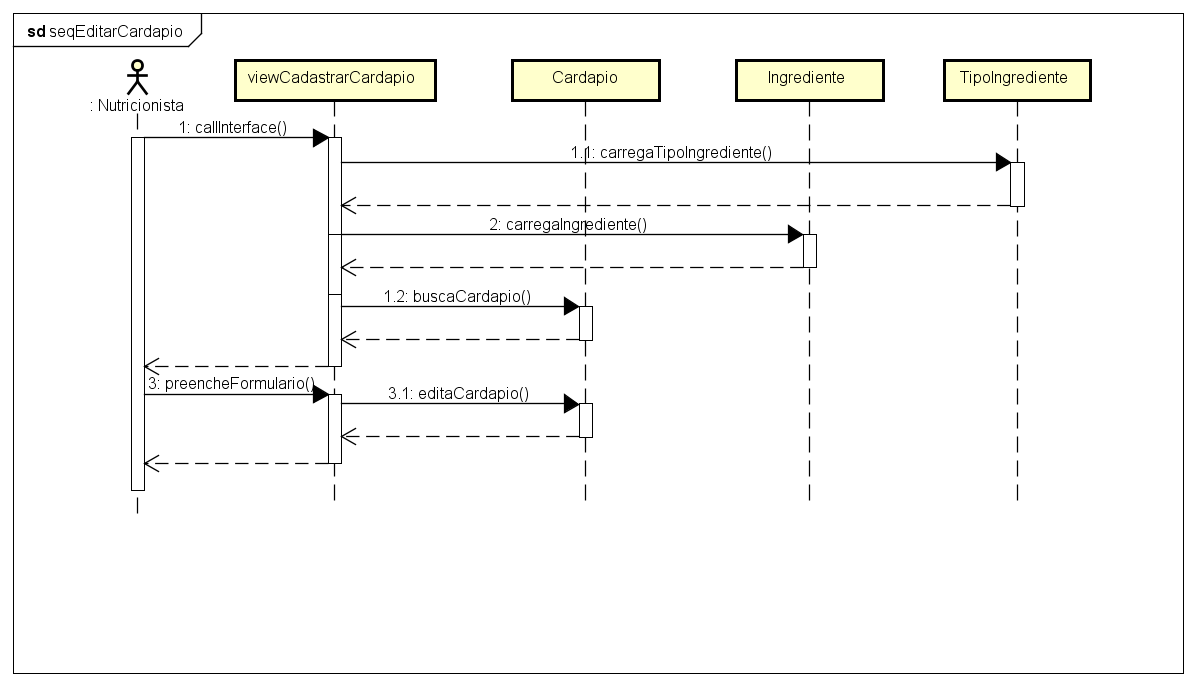 sd seqEditarCardapio
: Nutricionista
viewCadastrarCardapio
Cardapio
Ingrediente
TipoIngrediente
1: callInterface()
1.1: carregaTipoIngrediente()
2: carregaIngrediente()
1.2: buscaCardapio()
3: preencheFormulario()
3.1: editaCardapio()